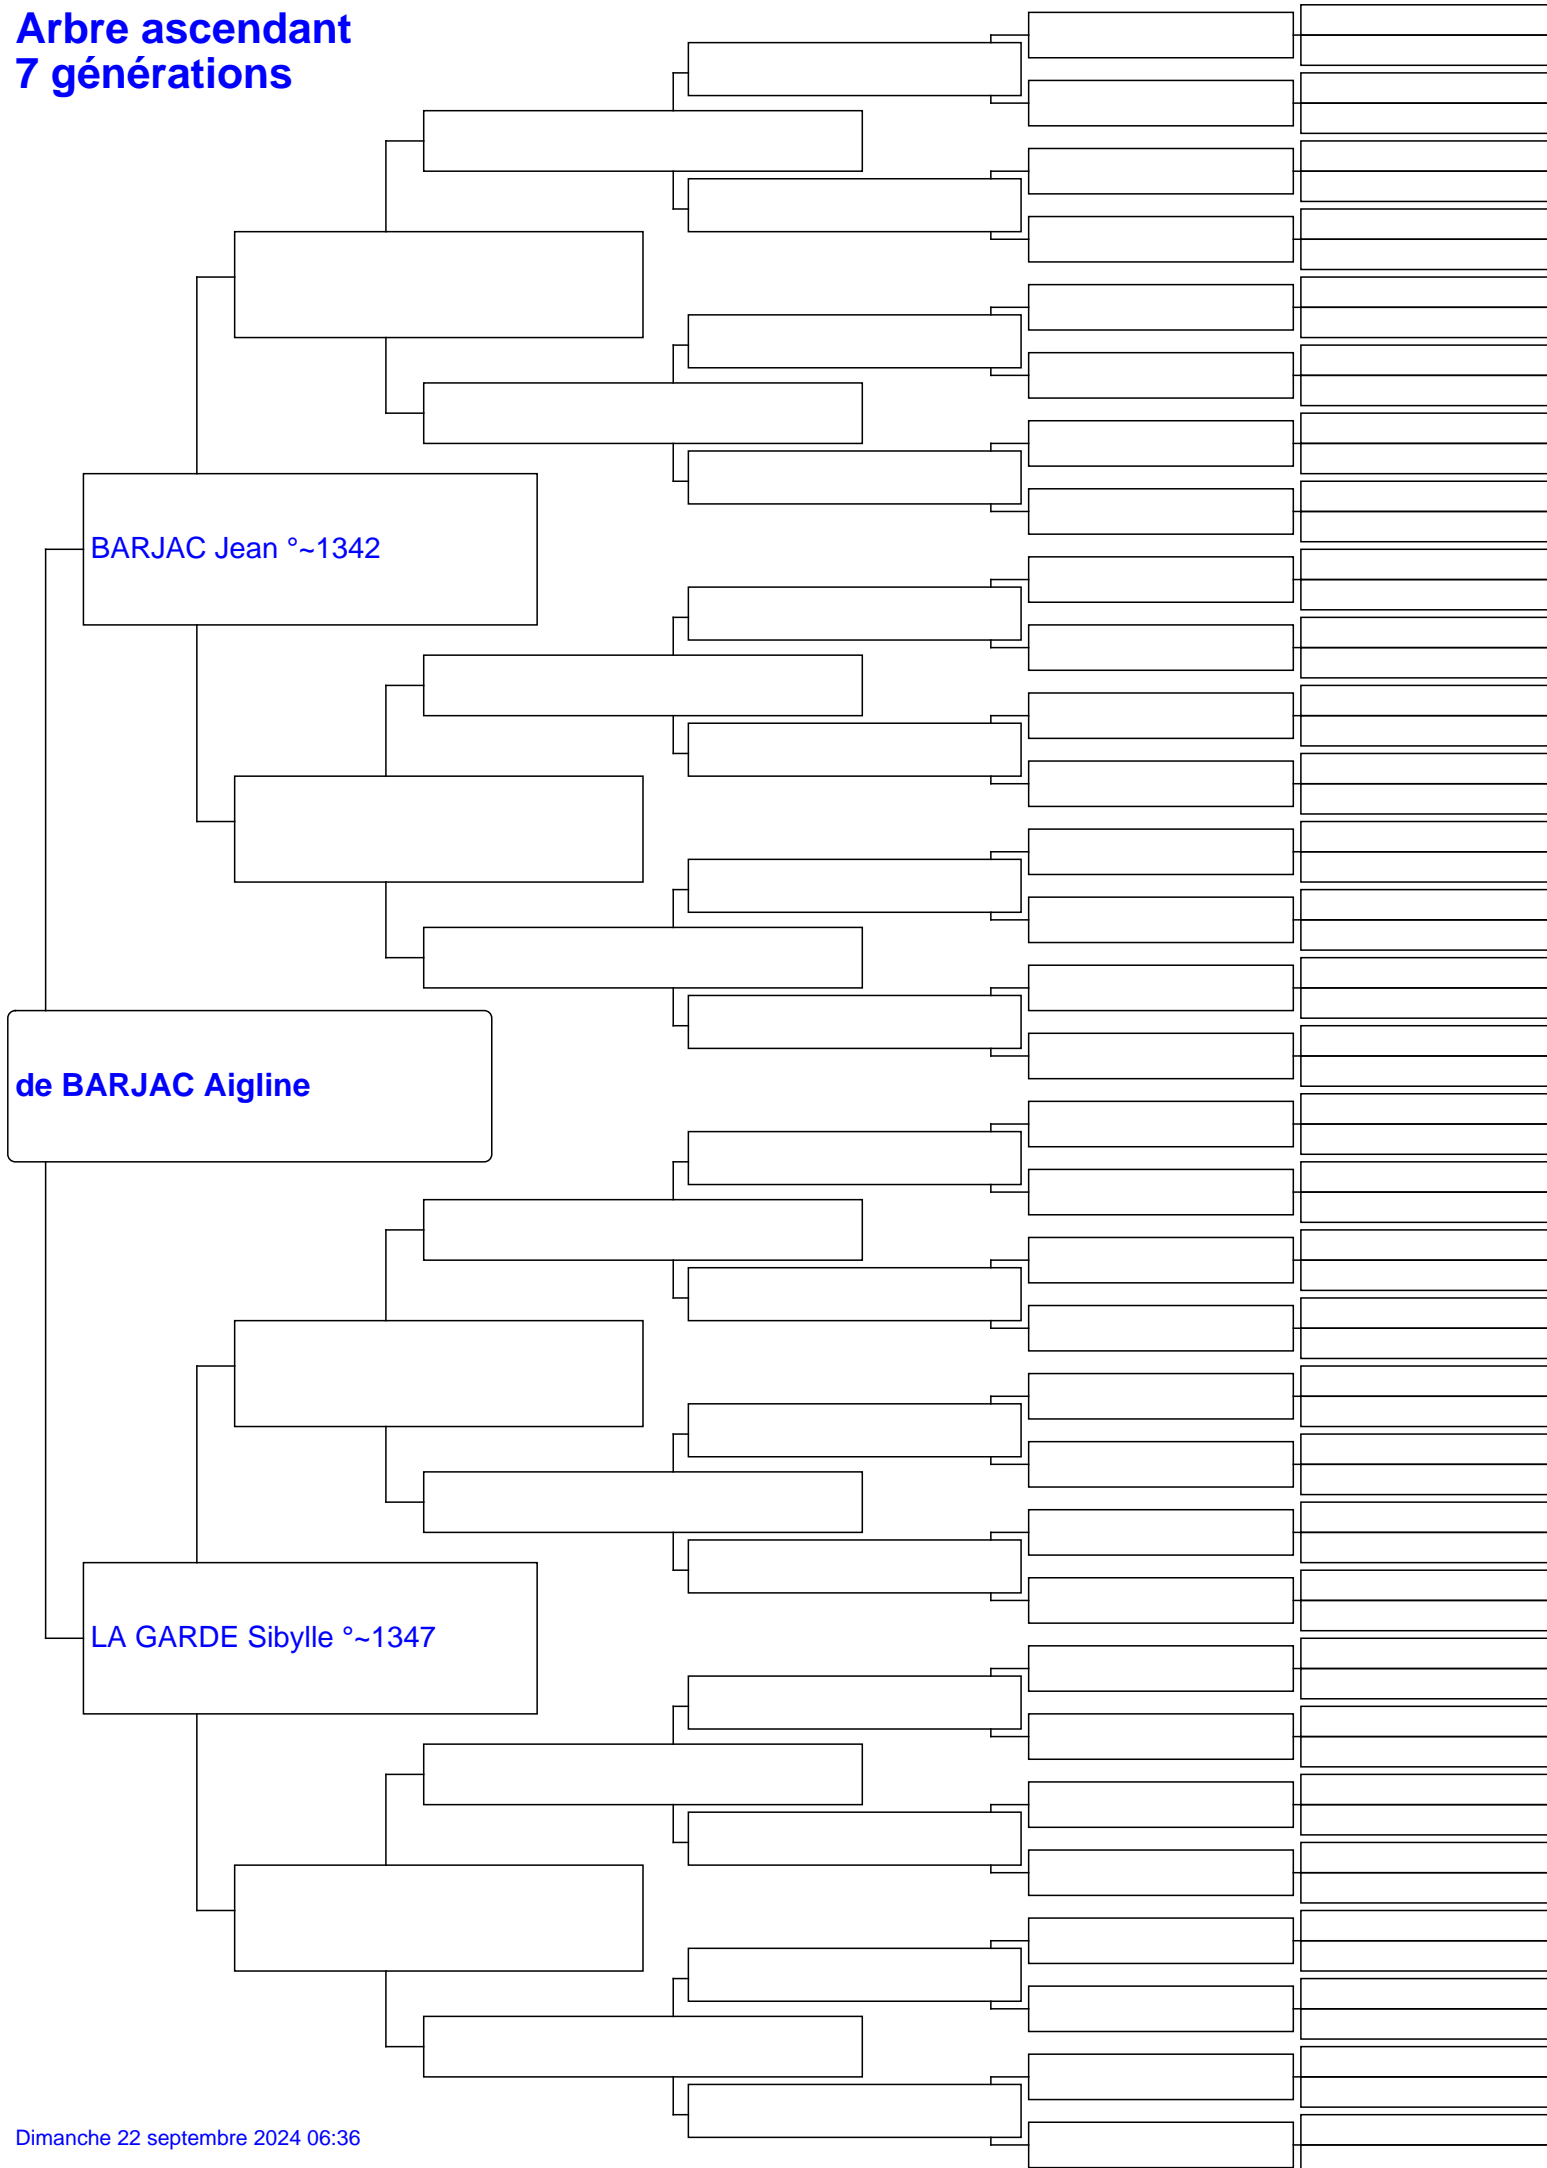 Arbre ascendant
7 générations
BARJAC Jean °~1342
de BARJAC Aigline
LA GARDE Sibylle °~1347
Dimanche 22 septembre 2024 06:36